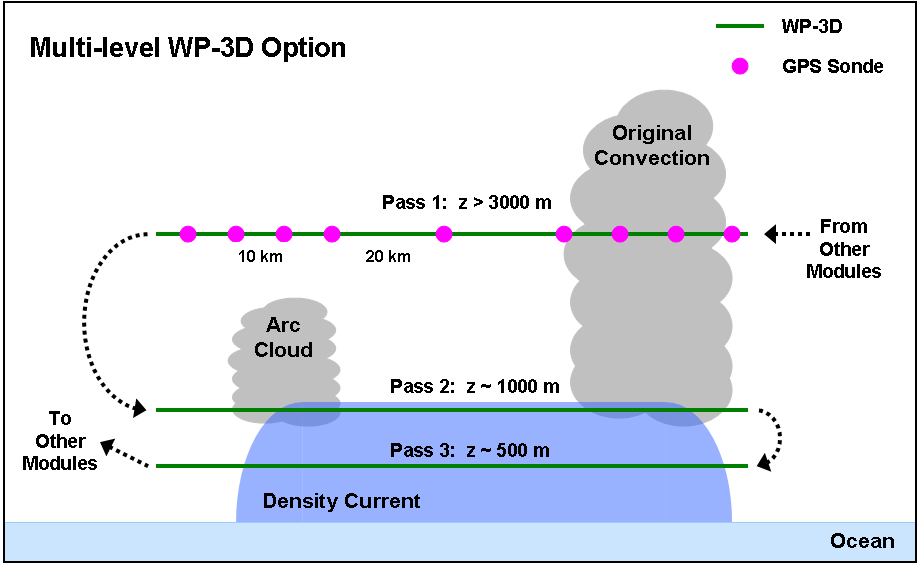 Multi-level WP-3D Option
WP-3D
GPS Sonde
Original
Convection
Pass 1:  z > 3000 m
From
Other
Modules
10 km
20 km
Arc
Cloud
Pass 2:  z ~ 1000 m
To
Other
Modules
Pass 3:  z ~ 500 m
Density Current
Ocean